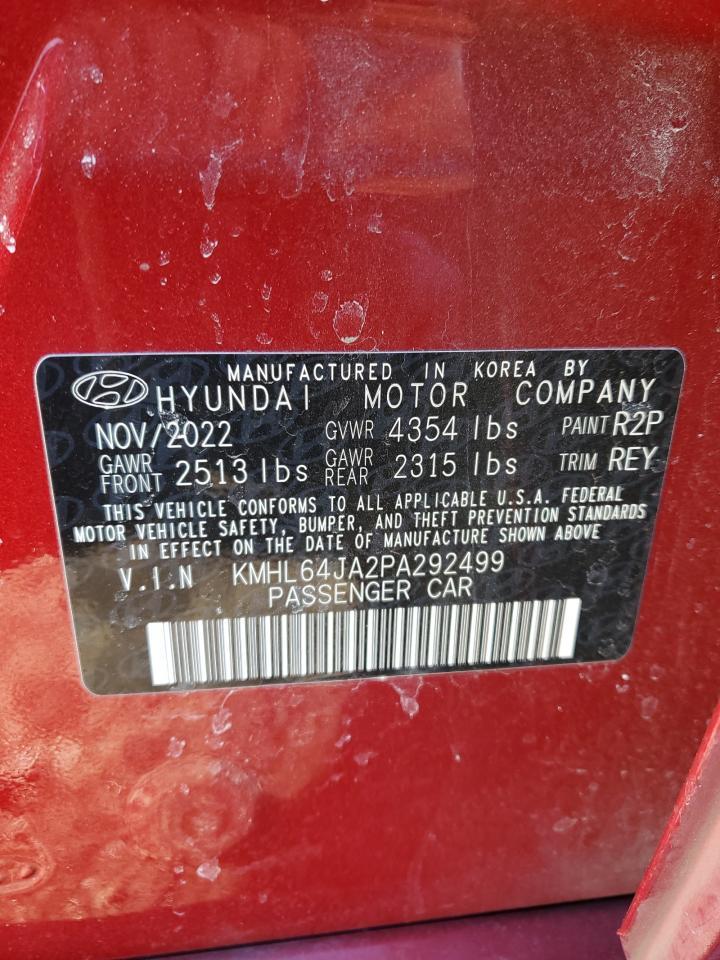 MANUFACTURED IN KOREA BY
HYUNDAI MOTOR COMPANY
NOV/2022 GVWR 4354 lbs PAINT R2P
GAWR FRONT 2513 lbs GAWR REAR 2315 lbs TRIM REY
THIS VEHICLE CONFORMS TO ALL APPLICABLE U.S.A. FEDERAL
MOTOR VEHICLE SAFETY, BUMPER, AND THEFT PREVENTION STANDARDS
IN EFFECT ON THE DATE OF MANUFACTURE SHOWN ABOVE
V.I.N KMHL64JA2PA292499
PASSENGER CAR